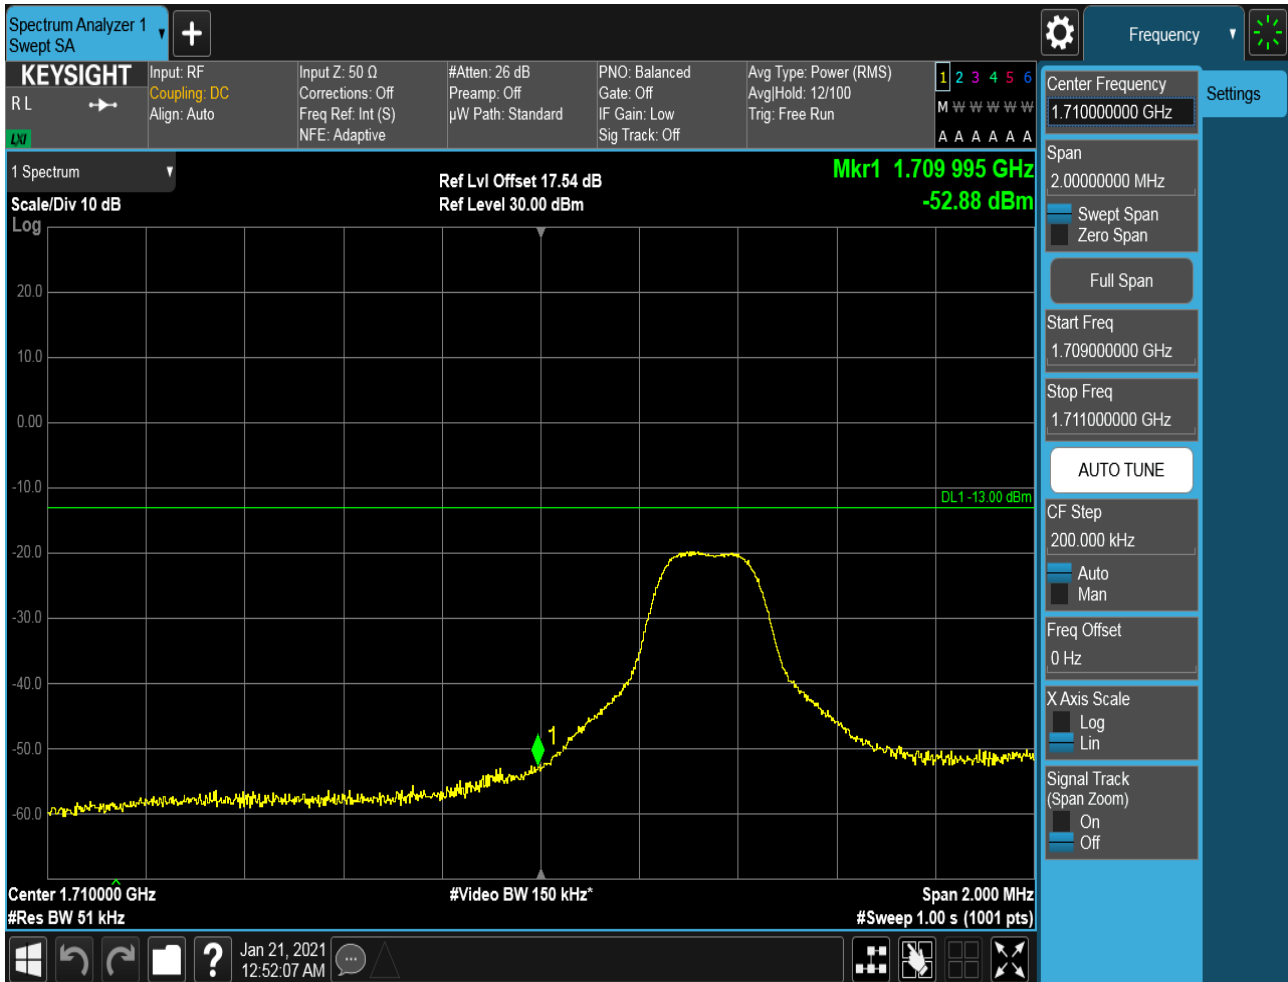 Spectrum Analyzer 1
Swept SA
+
Frequency
KEYSIGHT
R L
LXI
Input: RF
Coupling: DC
Align: Auto
Input Z: 50 Ω
Corrections: Off
Freq Ref: Int (S)
NFE: Adaptive
#Atten: 26 dB
Preamp: Off
µW Path: Standard
PNO: Balanced
Gate: Off
IF Gain: Low
Sig Track: Off
Avg Type: Power (RMS)
Avg|Hold: 12/100
Trig: Free Run
1 2 3 4 5 6
M W W W W W
A A A A A A
1 Spectrum
Scale/Div 10 dB
Log
Ref Lvl Offset 17.54 dB
Ref Level 30.00 dBm
Mkr1 1.709 995 GHz
-52.88 dBm
20.0
10.0
0.00
-10.0
DL1 -13.00 dBm
-20.0
-30.0
-40.0
1
-50.0
-60.0
Center 1.710000 GHz
#Video BW 150 kHz*
Span 2.000 MHz
#Res BW 51 kHz
#Sweep 1.00 s (1001 pts)
?
Jan 21, 2021
12:52:07 AM
Center Frequency
1.710000000 GHz
Settings
Span
2.00000000 MHz
Swept Span
Zero Span
Full Span
Start Freq
1.709000000 GHz
Stop Freq
1.711000000 GHz
AUTO TUNE
CF Step
200.000 kHz
Auto
Man
Freq Offset
0 Hz
X Axis Scale
Log
Lin
Signal Track
(Span Zoom)
On
Off